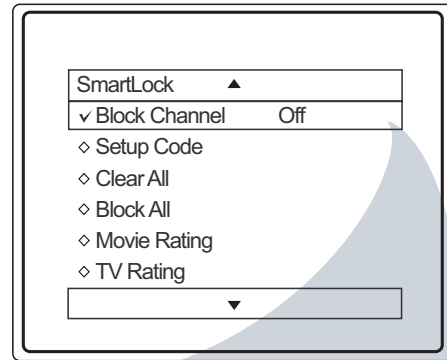 SmartLock ▲
✓ Block Channel Off
◇ Setup Code
◇ Clear All
◇ Block All
◇ Movie Rating
◇ TV Rating
▼